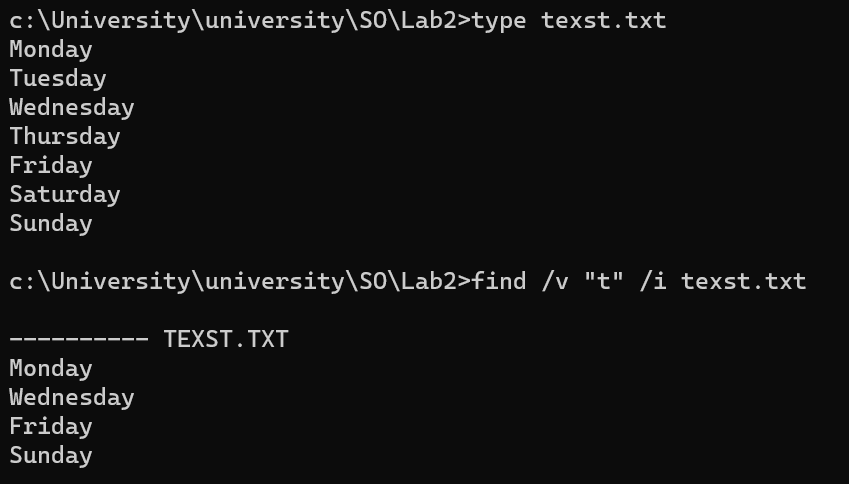 c:\University\university\SO\Lab2>type texst.txt
Monday
Tuesday
Wednesday
Thursday
Friday
Saturday
Sunday
c:\University\university\SO\Lab2>find /v "t" /i texst.txt
---------- TEXST.TXT
Monday
Wednesday
Friday
Sunday